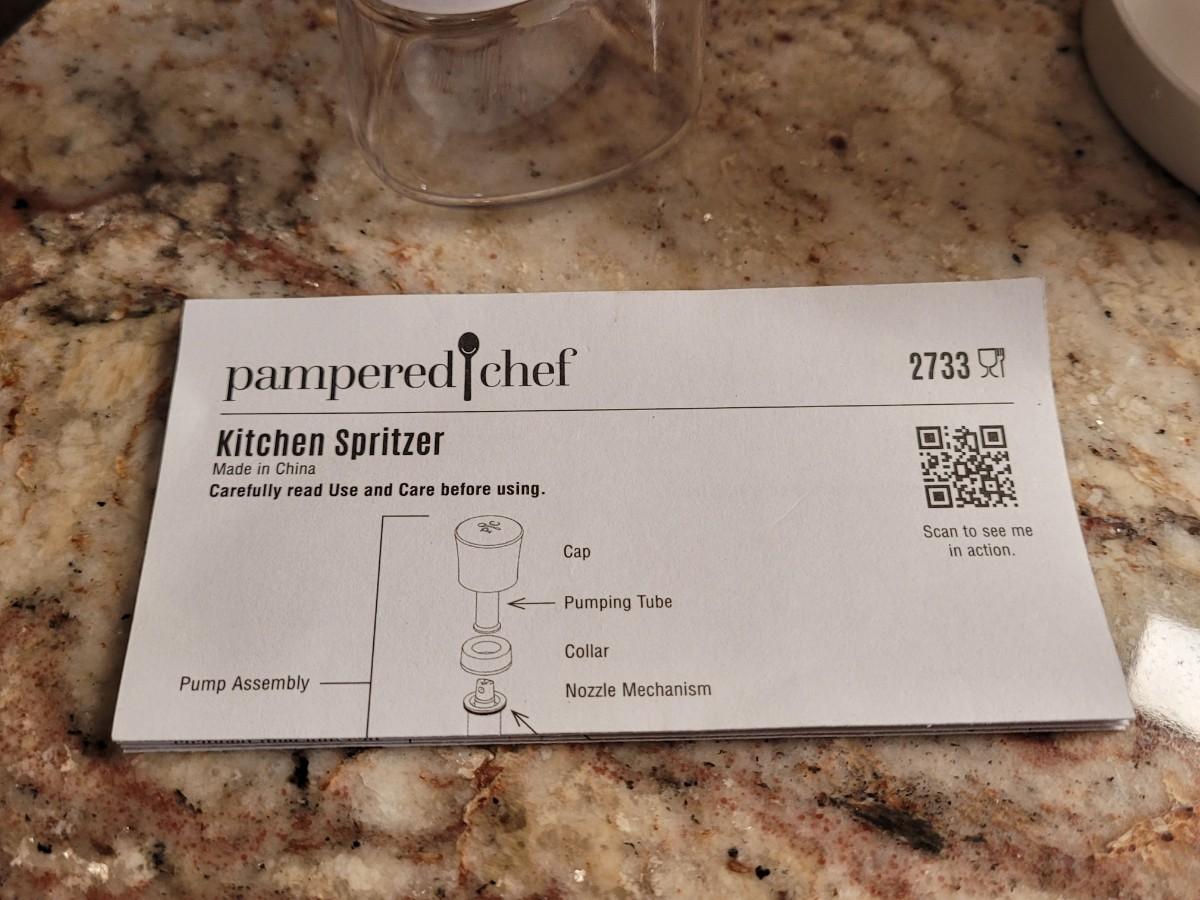 pampered chef
2733
Kitchen Spritzer
Made in China
Carefully read Use and Care before using.
Scan to see me
in action.
Cap
Pumping Tube
Collar
Pump Assembly
Nozzle Mechanism